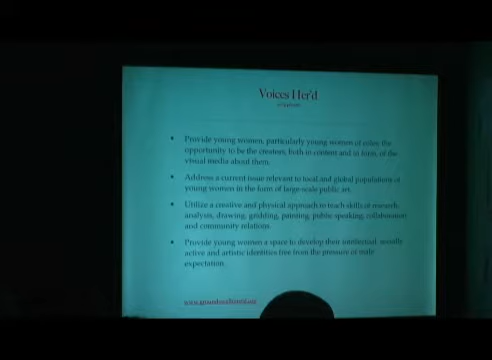 Voices Her'd
Provide young women, particularly young women of color, the
opportunity to be the creators, both in content and in form, of the
visual media about them.
Address a current issue relevant to local and global populations of
young women in the form of large-scale public art.
Utilize a creative and physical approach to teach skills of research,
analysis, drawing, gridding, painting, public speaking, collaboration
and community relations.
Provide young women a space to develop their intellectual, socially
active and artistic identities free from the pressure or male
expectation.